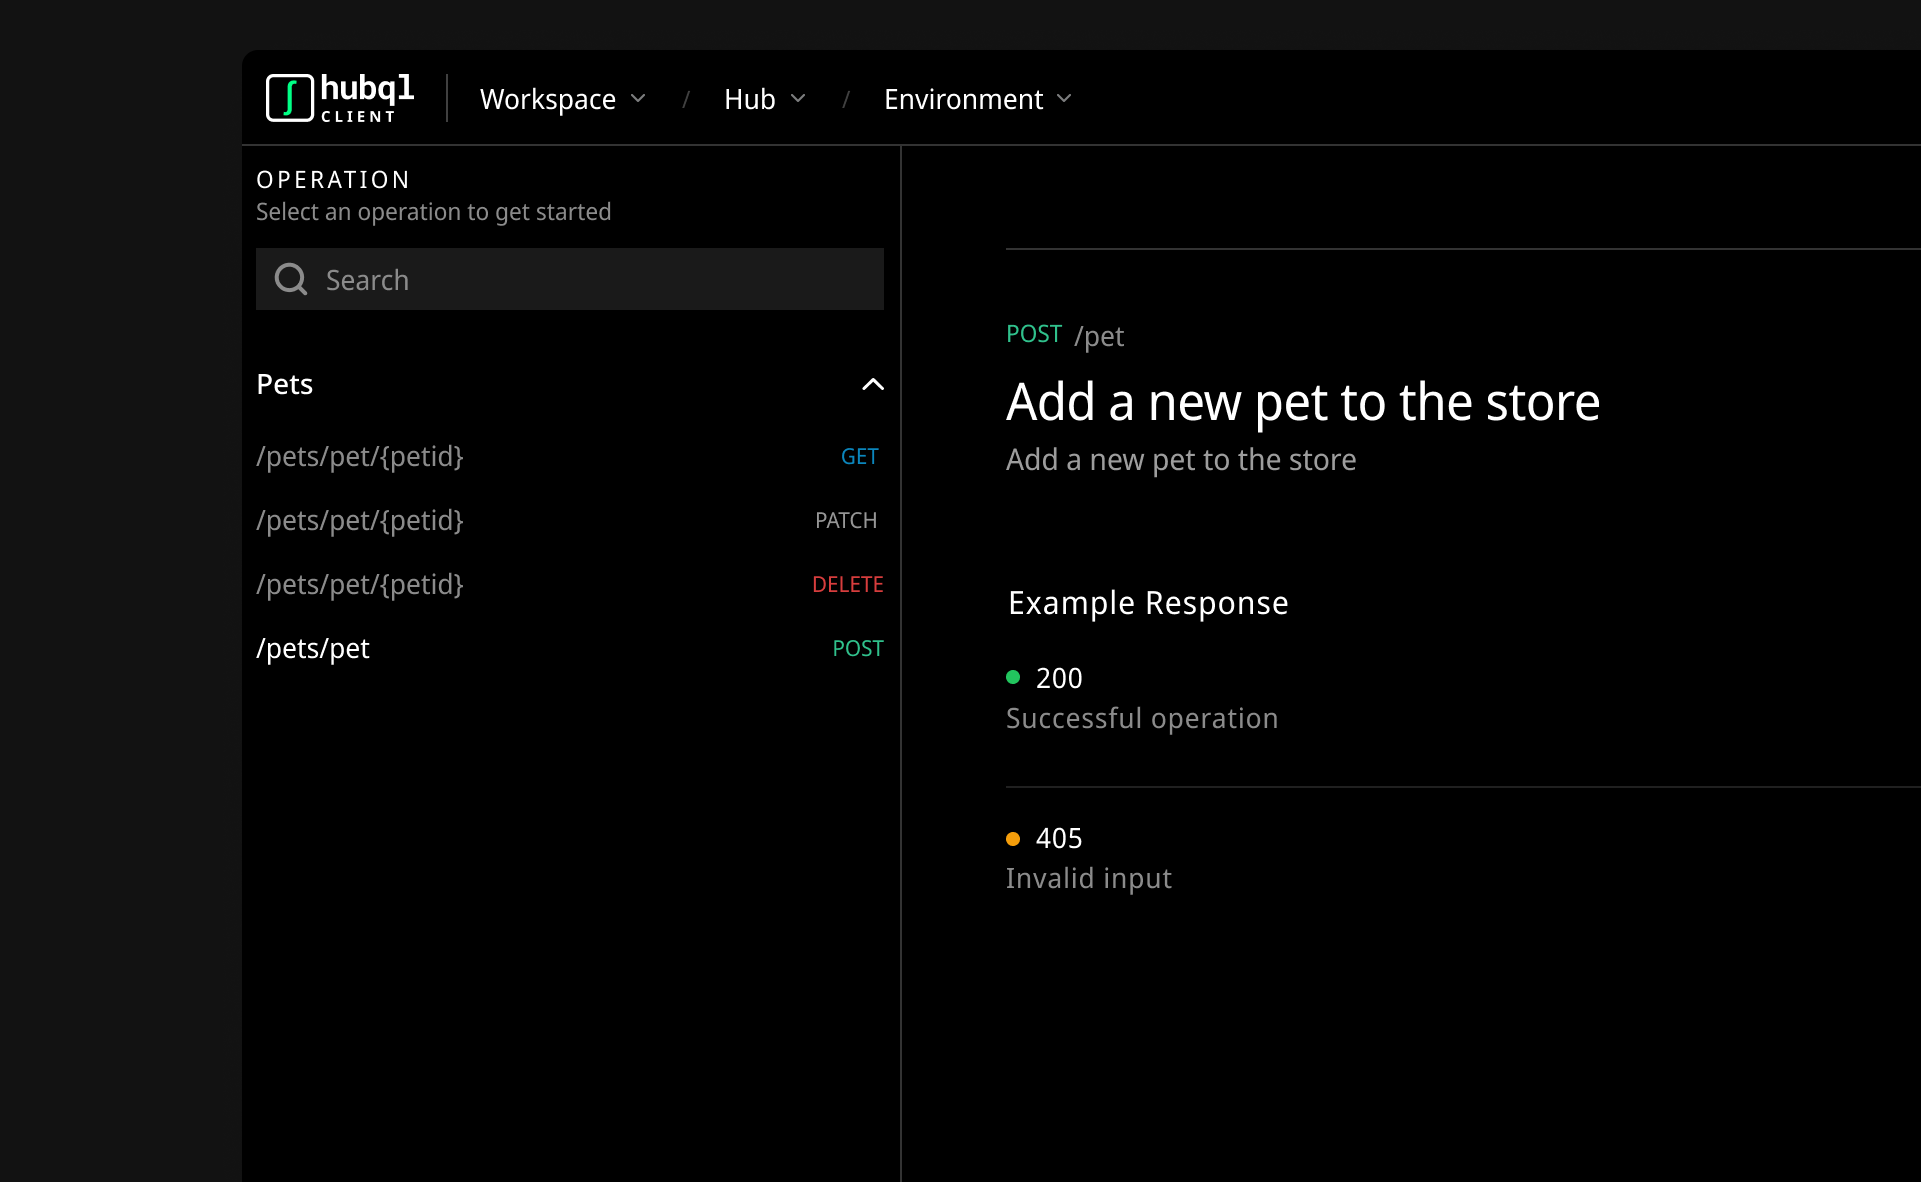 hubql
CLIENT
Workspace / Hub / Environment
OPERATION
Select an operation to get started
Search
Pets
/pets/pet/{petid} GET
/pets/pet/{petid} PATCH
/pets/pet/{petid} DELETE
/pets/pet POST
POST /pet
Add a new pet to the store
Add a new pet to the store
Example Response
200
Successful operation
405
Invalid input